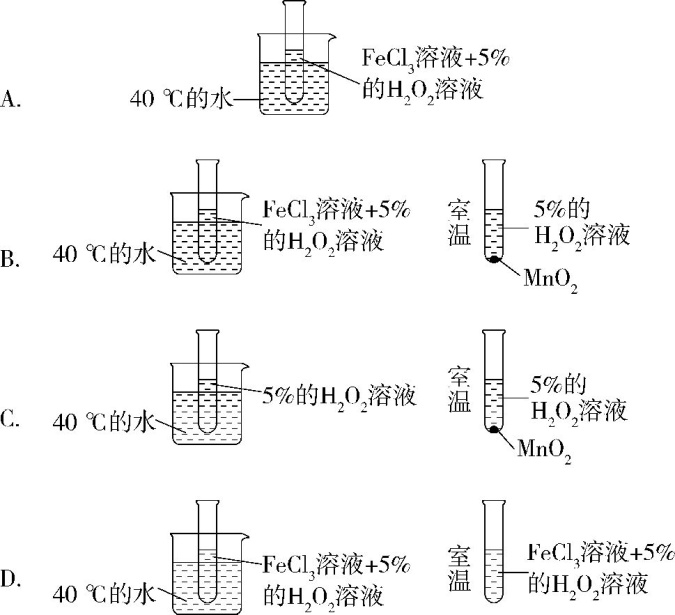 A.
40 ℃的水
FeCl₃溶液+5%
的H₂O₂溶液
B.
40 ℃的水
FeCl₃溶液+5%
的H₂O₂溶液
室温
5%的
H₂O₂溶液
MnO₂
C.
40 ℃的水
5%的H₂O₂溶液
室温
5%的
H₂O₂溶液
MnO₂
D.
40 ℃的水
FeCl₃溶液+5%
的H₂O₂溶液
室温
FeCl₃溶液+5%
的H₂O₂溶液